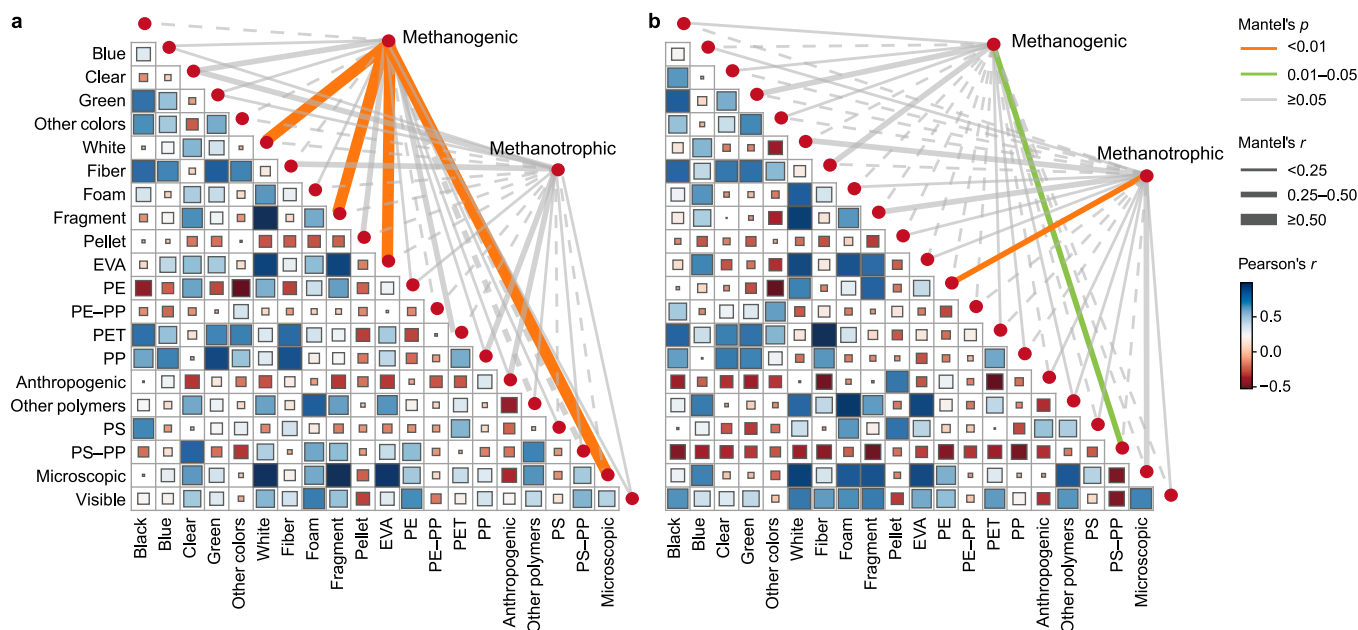 a
b
Methanogenic
Methanotrophic
Blue
Clear
Green
Other colors
White
Fiber
Foam
Fragment
Pellet
EVA
PE
PE–PP
PET
PP
Anthropogenic
Other polymers
PS
PS–PP
Microscopic
Visible
Black
Blue
Clear
Green
Other colors
White
Fiber
Foam
Fragment
Pellet
EVA
PE
PE–PP
PET
PP
Anthropogenic
Other polymers
PS
PS–PP
Microscopic
Methanogenic
Methanotrophic
Black
Blue
Clear
Green
Other colors
White
Fiber
Foam
Fragment
Pellet
EVA
PE
PE–PP
PET
PP
Anthropogenic
Other polymers
PS
PS–PP
Microscopic
Mantel's p
<0.01
0.01–0.05
≥0.05
Mantel's r
<0.25
0.25–0.50
≥0.50
Pearson's r
0.5
0.0
−0.5